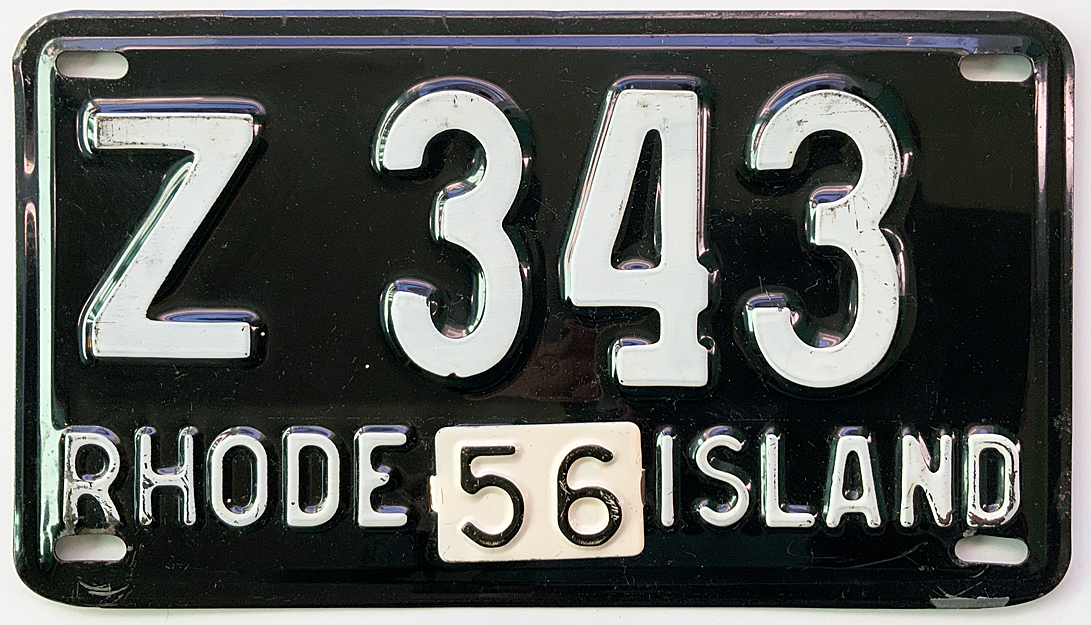 Z 343
RHODE 56 ISLAND